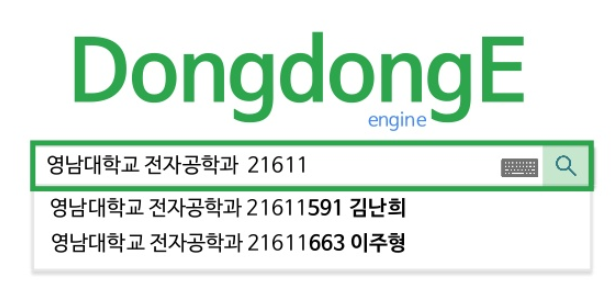 DongdongE
engine
영남대학교 전자공학과 21611
영남대학교 전자공학과 21611591 김난희
영남대학교 전자공학과 21611663 이주형